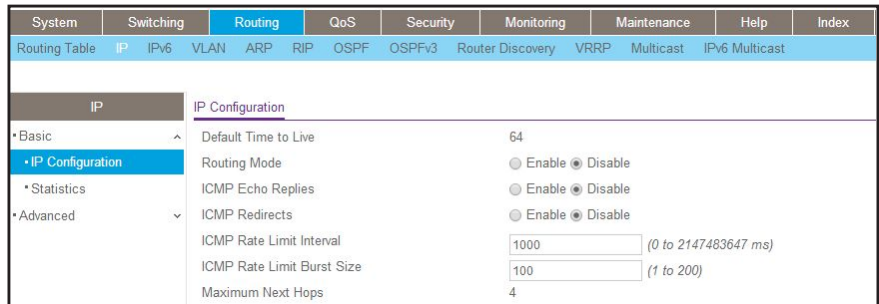 System Switching Routing QoS Security Monitoring Maintenance Help Index
Routing Table IP IPv6 VLAN ARP RIP OSPF OSPFv3 Router Discovery VRRP Multicast IPv6 Multicast
IP
• Basic
• IP Configuration
• Statistics
• Advanced
IP Configuration
Default Time to Live 64
Routing Mode Enable Disable
ICMP Echo Replies Enable Disable
ICMP Redirects Enable Disable
ICMP Rate Limit Interval 1000 (0 to 2147483647 ms)
ICMP Rate Limit Burst Size 100 (1 to 200)
Maximum Next Hops 4